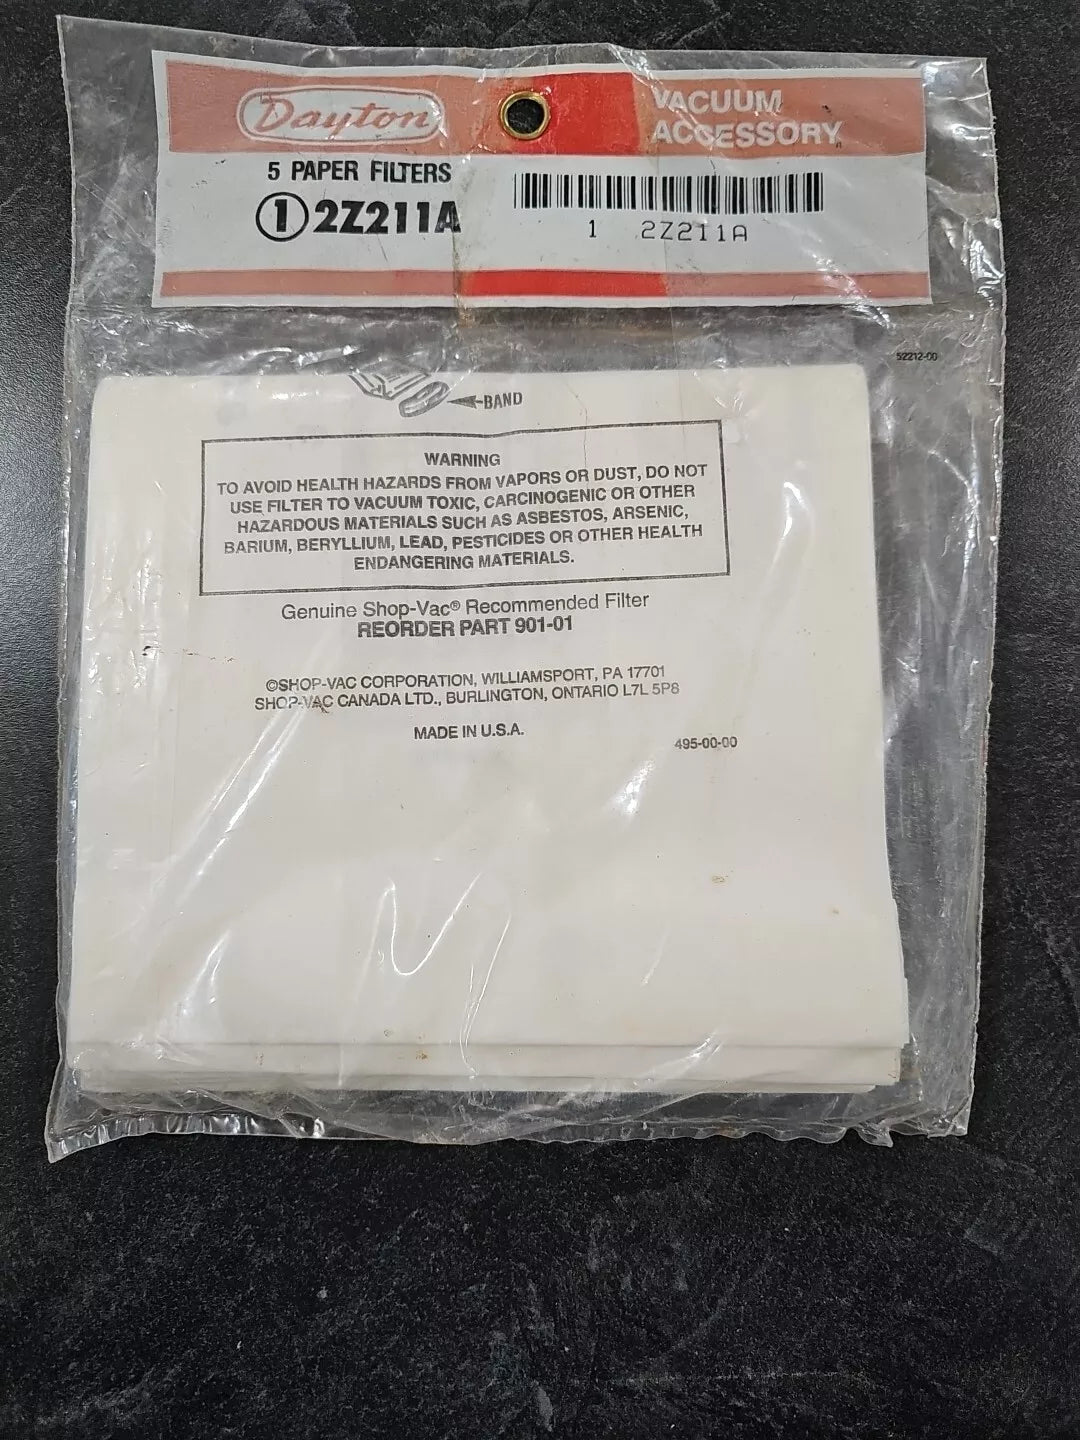 Dayton
VACUUM
ACCESSORY
5 PAPER FILTERS
① 2Z211A
1 2Z211A
52212-00
BAND
WARNING
TO AVOID HEALTH HAZARDS FROM VAPORS OR DUST, DO NOT
USE FILTER TO VACUUM TOXIC, CARCINOGENIC OR OTHER
HAZARDOUS MATERIALS SUCH AS ASBESTOS, ARSENIC,
BARIUM, BERYLLIUM, LEAD, PESTICIDES OR OTHER HEALTH
ENDANGERING MATERIALS.
Genuine Shop-Vac® Recommended Filter
REORDER PART 901-01
©SHOP-VAC CORPORATION, WILLIAMSPORT, PA 17701
SHOP-VAC CANADA LTD., BURLINGTON, ONTARIO L7L 5P8
MADE IN U.S.A.
495-00-00